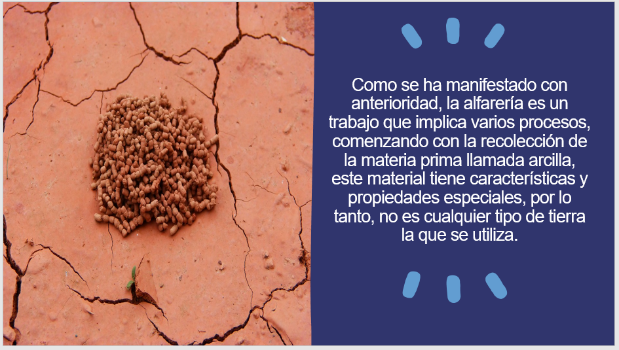 Como se ha manifestado con
anterioridad, la alfarería es un
trabajo que implica varios procesos,
comenzando con la recolección de
la materia prima llamada arcilla,
este material tiene características y
propiedades especiales, por lo
tanto, no es cualquier tipo de tierra
la que se utiliza.